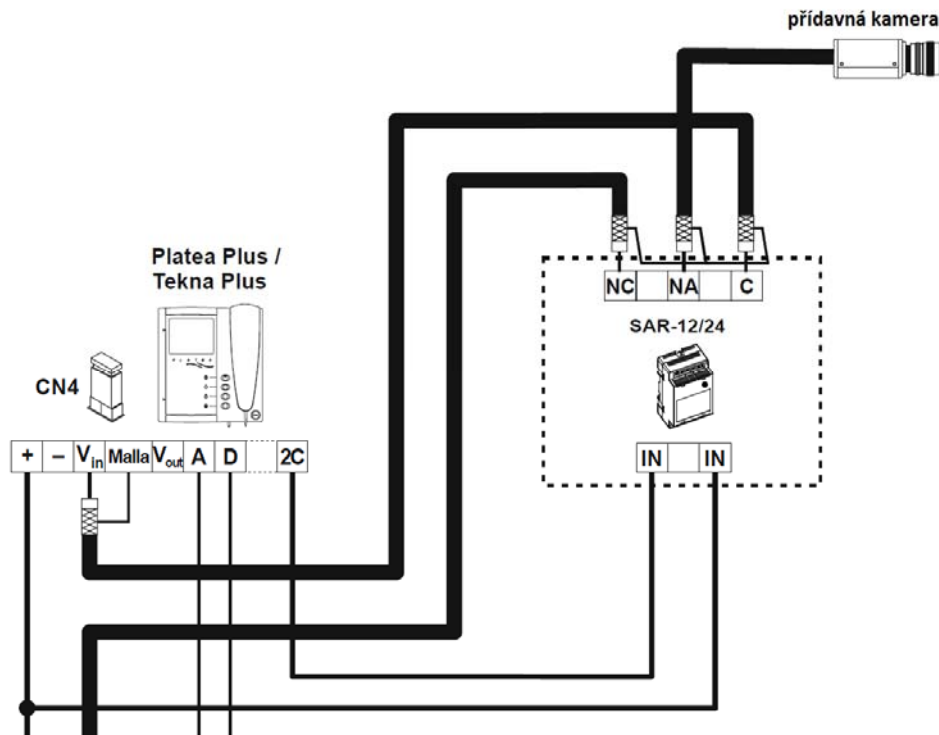 přídavná kamera
Platea Plus /
Tekna Plus
NC NA C
SAR-12/24
CN4
+ – Vin Malla Vout A D 2C
IN IN